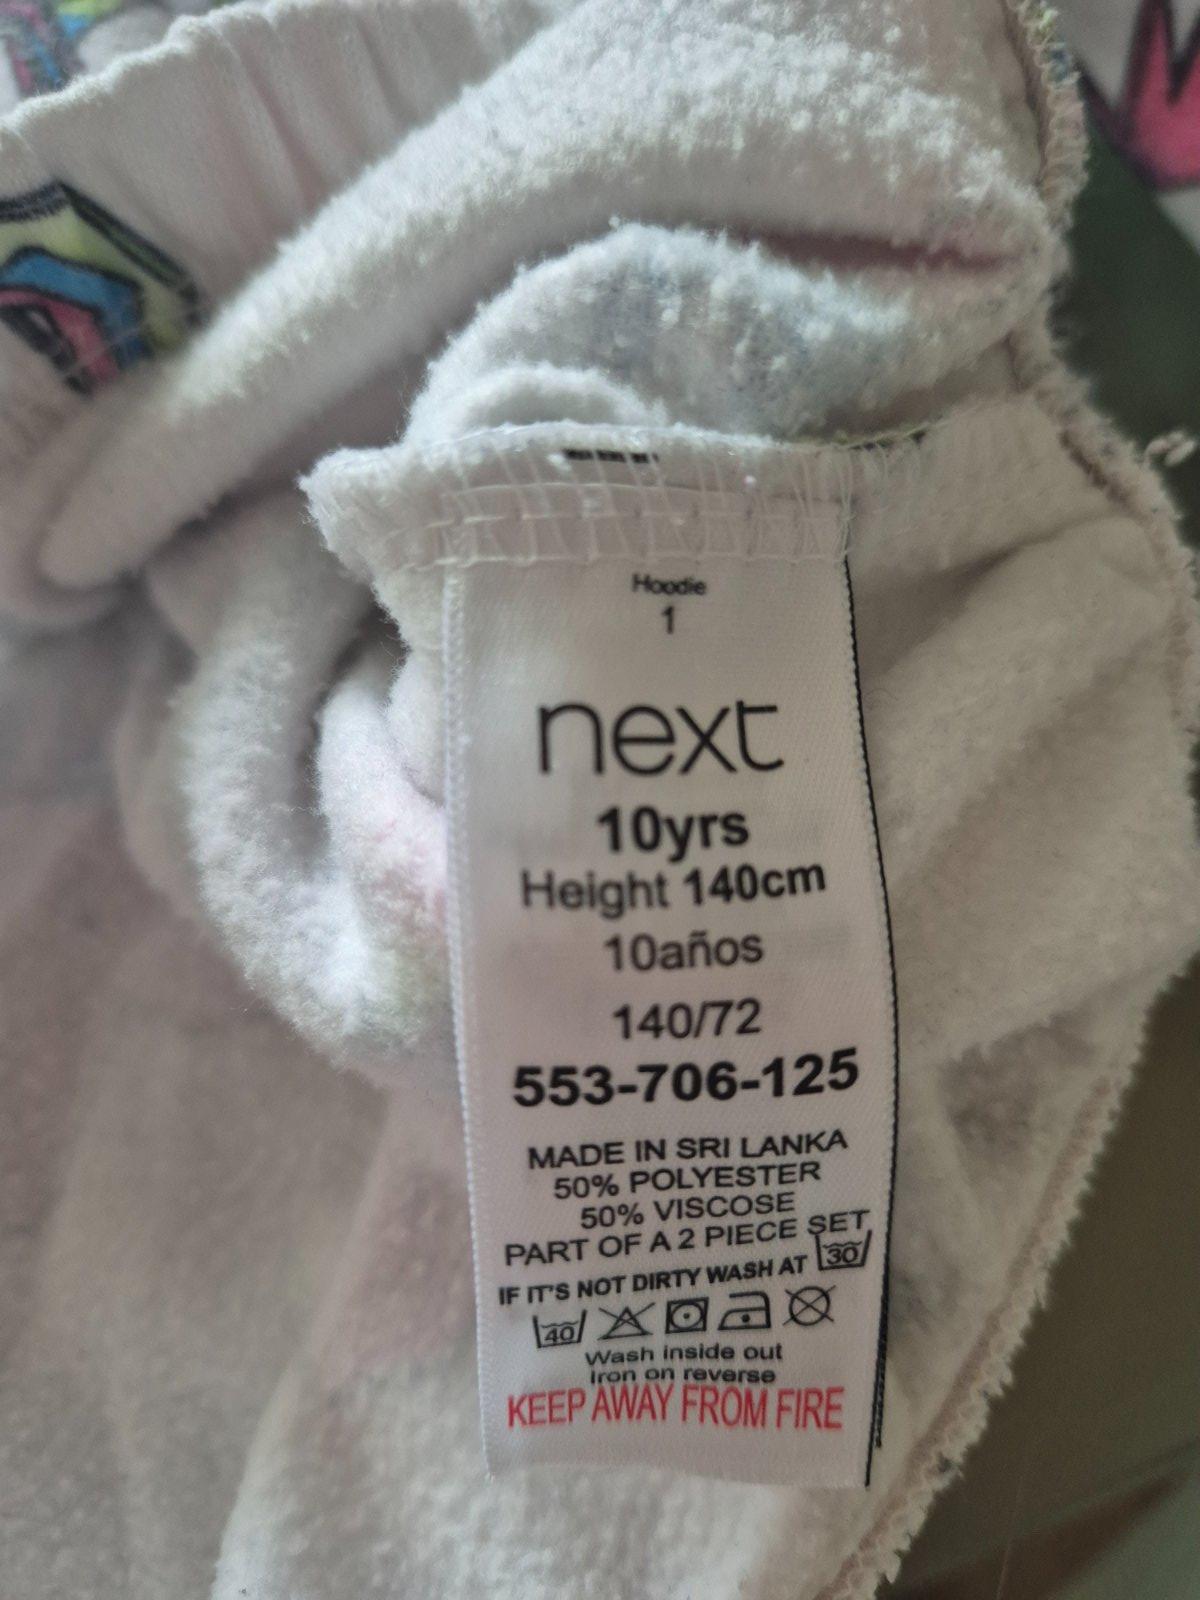 Hoodie
1
next
10yrs
Height 140cm
10años
140/72
553-706-125
MADE IN SRI LANKA
50% POLYESTER
50% VISCOSE
PART OF A 2 PIECE SET
IF IT'S NOT DIRTY WASH AT 30
40
Wash inside out
Iron on reverse
KEEP AWAY FROM FIRE